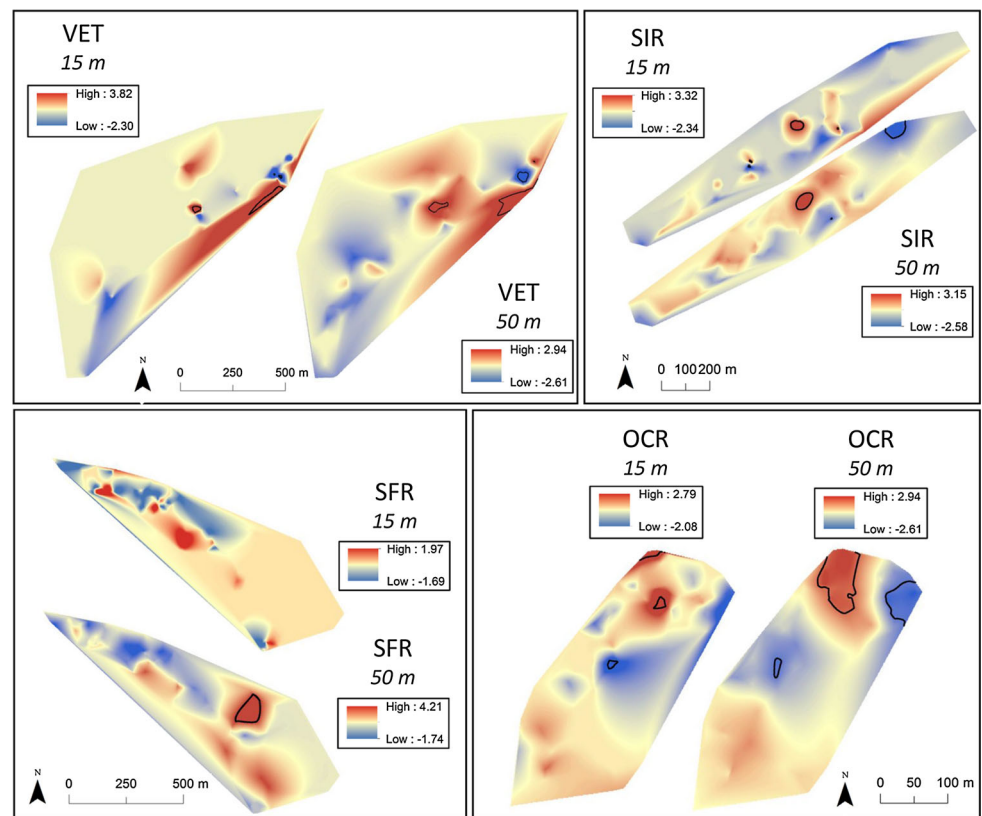 VET
15 m
High : 3.82
Low : -2.30
VET
50 m
High : 2.94
Low : -2.61
N
0 250 500 m
SIR
15 m
High : 3.32
Low : -2.34
SIR
50 m
High : 3.15
Low : -2.58
N
0 100 200 m
SFR
15 m
High : 1.97
Low : -1.69
SFR
50 m
High : 4.21
Low : -1.74
N
0 250 500 m
OCR
15 m
High : 2.79
Low : -2.08
OCR
50 m
High : 2.94
Low : -2.61
N
0 50 100 m